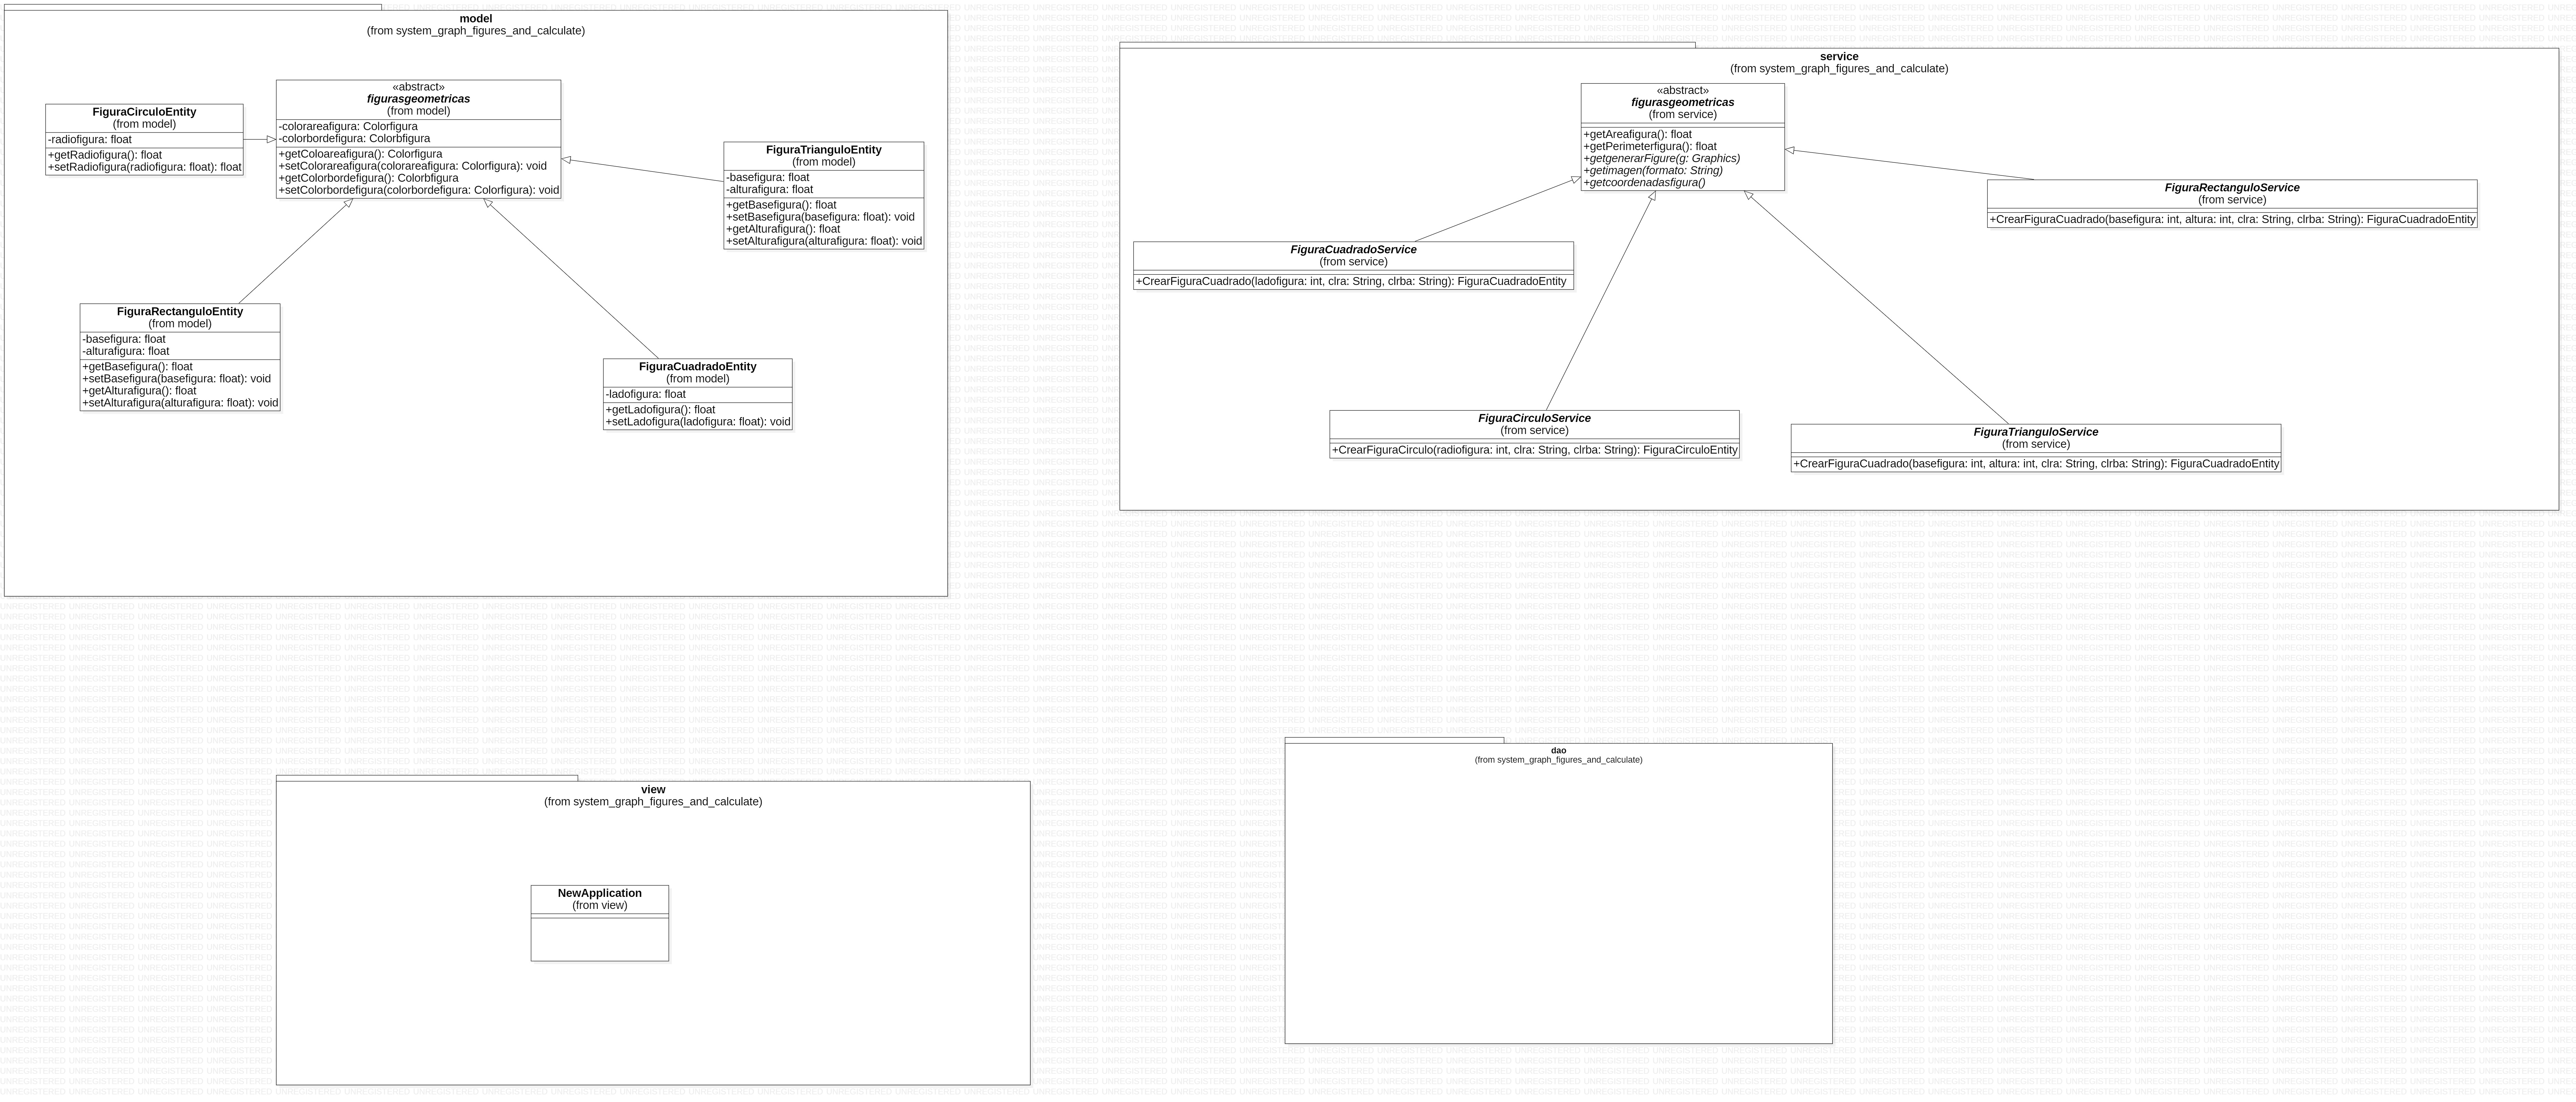 model
(from system_graph_figures_and_calculate)
«abstract»
figurasgeometricas
(from model)
-colorareafigura: Colorfigura
-colorbordefigura: Colorbfigura
+getColoareafigura(): Colorfigura
+setColorareafigura(colorareafigura: Colorfigura): void
+getColorbordefigura(): Colorbfigura
+setColorbordefigura(colorbordefigura: Colorfigura): void
FiguraCirculoEntity
(from model)
-radiofigura: float
+getRadiofigura(): float
+setRadiofigura(radiofigura: float): float
FiguraTrianguloEntity
(from model)
-basefigura: float
-alturafigura: float
+getBasefigura(): float
+setBasefigura(basefigura: float): void
+getAlturafigura(): float
+setAlturafigura(alturafigura: float): void
FiguraRectanguloEntity
(from model)
-basefigura: float
-alturafigura: float
+getBasefigura(): float
+setBasefigura(basefigura: float): void
+getAlturafigura(): float
+setAlturafigura(alturafigura: float): void
FiguraCuadradoEntity
(from model)
-ladofigura: float
+getLadofigura(): float
+setLadofigura(ladofigura: float): void
service
(from system_graph_figures_and_calculate)
«abstract»
figurasgeometricas
(from service)
+getAreafigura(): float
+getPerimeterfigura(): float
+getgenerarFigure(g: Graphics)
+getimagen(formato: String)
+getcoordenadasfigura()
FiguraRectanguloService
(from service)
+CrearFiguraCuadrado(basefigura: int, altura: int, clra: String, clrba: String): FiguraCuadradoEntity
FiguraCuadradoService
(from service)
+CrearFiguraCuadrado(ladofigura: int, clra: String, clrba: String): FiguraCuadradoEntity
FiguraCirculoService
(from service)
+CrearFiguraCirculo(radiofigura: int, clra: String, clrba: String): FiguraCirculoEntity
FiguraTrianguloService
(from service)
+CrearFiguraCuadrado(basefigura: int, altura: int, clra: String, clrba: String): FiguraCuadradoEntity
view
(from system_graph_figures_and_calculate)
NewApplication
(from view)
dao
(from system_graph_figures_and_calculate)